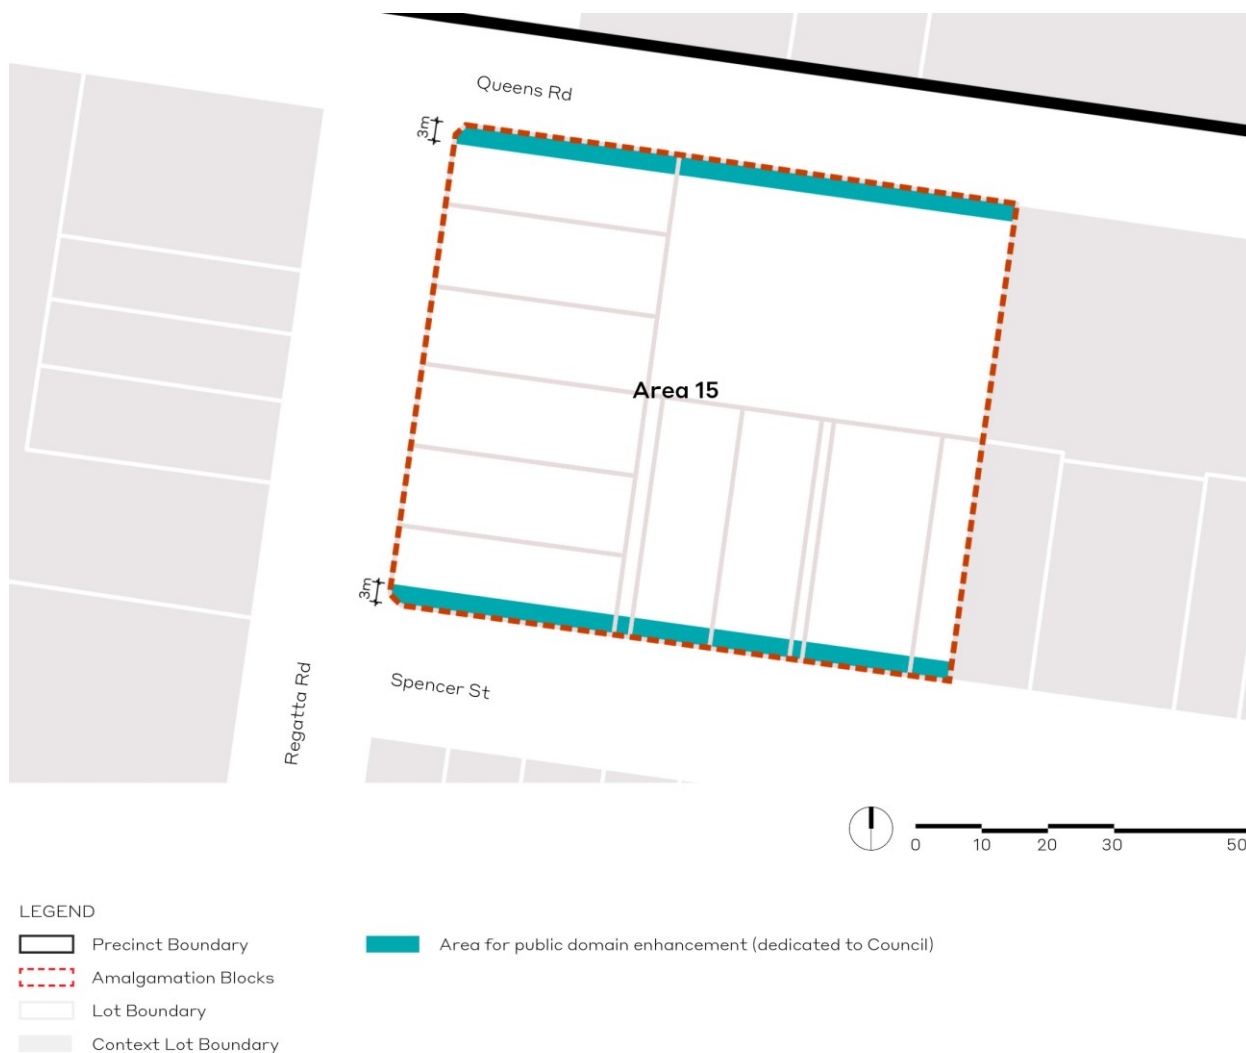 Queens Rd
3m
Area 15
3m
Spencer St
Regatta Rd
0 10 20 30 50
LEGEND
Precinct Boundary
Amalgamation Blocks
Lot Boundary
Context Lot Boundary
Area for public domain enhancement (dedicated to Council)